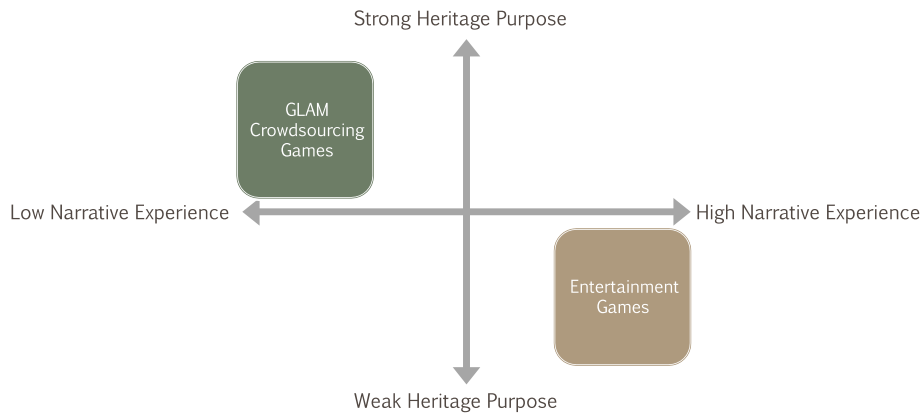 Strong Heritage Purpose
GLAM
Crowdsourcing
Games
Low Narrative Experience
High Narrative Experience
Entertainment
Games
Weak Heritage Purpose